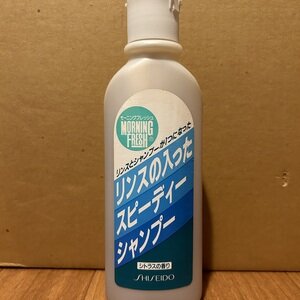 モーニングフレッシュ
MORNING
FRESH
リンスとシャンプーが1つになった
リンスの入った
スピーディー
シャンプー
シトラスの香り
SHISEIDO